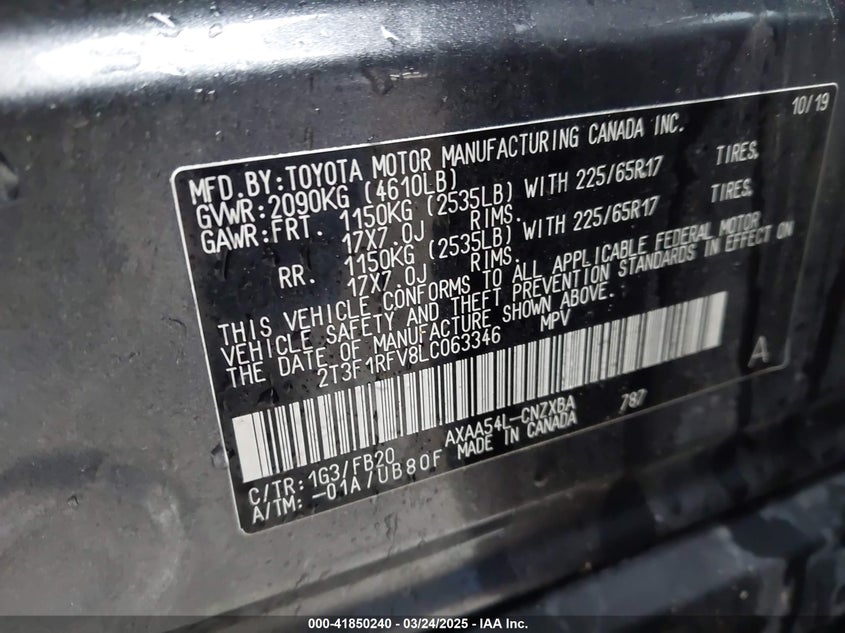 10/19
MFD.BY:TOYOTA MOTOR MANUFACTURING CANADA INC.
GVWR:2090KG (4610LB)
GAWR:FRT. 1150KG (2535LB) WITH 225/65R17 TIRES,
17X7.0J RIMS.
RR. 1150KG (2535LB) WITH 225/65R17 TIRES,
17X7.0J RIMS.
THIS VEHICLE CONFORMS TO ALL APPLICABLE FEDERAL MOTOR
VEHICLE SAFETY AND THEFT PREVENTION STANDARDS IN EFFECT ON
THE DATE OF MANUFACTURE SHOWN ABOVE.
2T3F1RFV8LC063346 MPV
A
AXAA54L-CNZXBA 787
C/TR:1G3/FB20 MADE IN CANADA
A/TM:-01A/UB80F
000-41850240 - 03/24/2025 - IAA Inc.